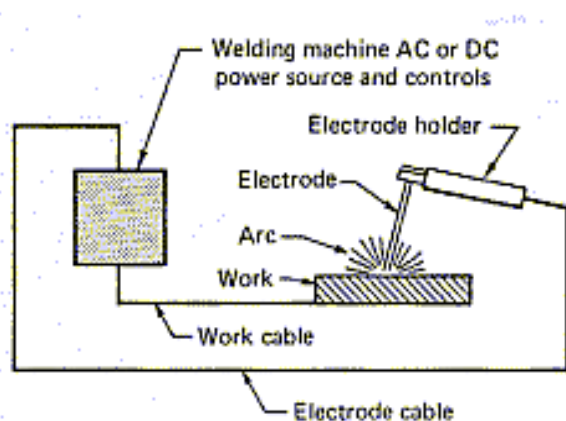 Welding machine AC or DC
power source and controls
Electrode holder
Electrode
Arc
Work
Work cable
Electrode cable